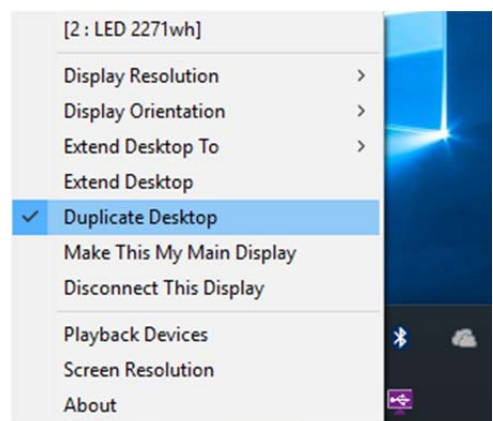 [2 : LED 2271wh]
Display Resolution
Display Orientation
Extend Desktop To
Extend Desktop
Duplicate Desktop
Make This My Main Display
Disconnect This Display
Playback Devices
Screen Resolution
About